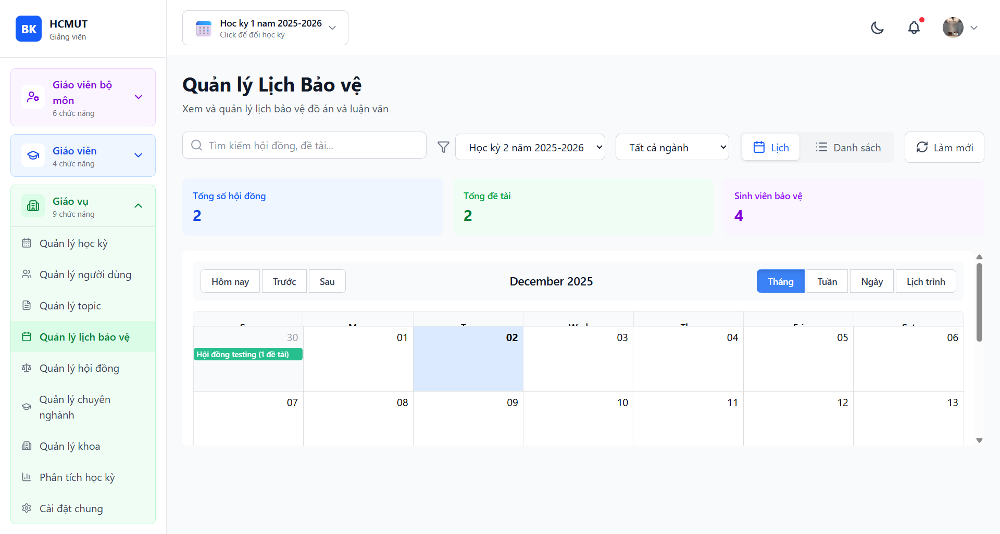 BK
HCMUT
Giảng viên
Hoc ky 1 nam 2025-2026
Click để đổi học kỳ
Giáo viên bộ môn
6 chức năng
Giáo viên
4 chức năng
Giáo vụ
9 chức năng
Quản lý học kỳ
Quản lý người dùng
Quản lý topic
Quản lý lịch bảo vệ
Quản lý hội đồng
Quản lý chuyên nghành
Quản lý khoa
Phân tích học kỳ
Cài đặt chung
Quản lý Lịch Bảo vệ
Xem và quản lý lịch bảo vệ đồ án và luận văn
Tìm kiếm hội đồng, đề tài...
Học kỳ 2 năm 2025-2026
Tất cả ngành
Lịch
Danh sách
Làm mới
Tổng số hội đồng
2
Tổng đề tài
2
Sinh viên bảo vệ
4
Hôm nay
Trước
Sau
December 2025
Tháng
Tuần
Ngày
Lịch trình
30 01 02 03 04 05 06
Hội đồng testing (1 đề tài)
07 08 09 10 11 12 13